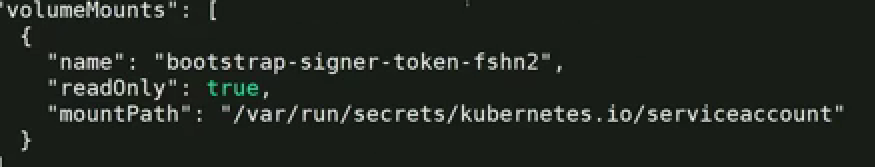 "volumeMounts": [
{
"name": "bootstrap-signer-token-fshn2",
"readOnly": true,
"mountPath": "/var/run/secrets/kubernetes.io/serviceaccount"
}